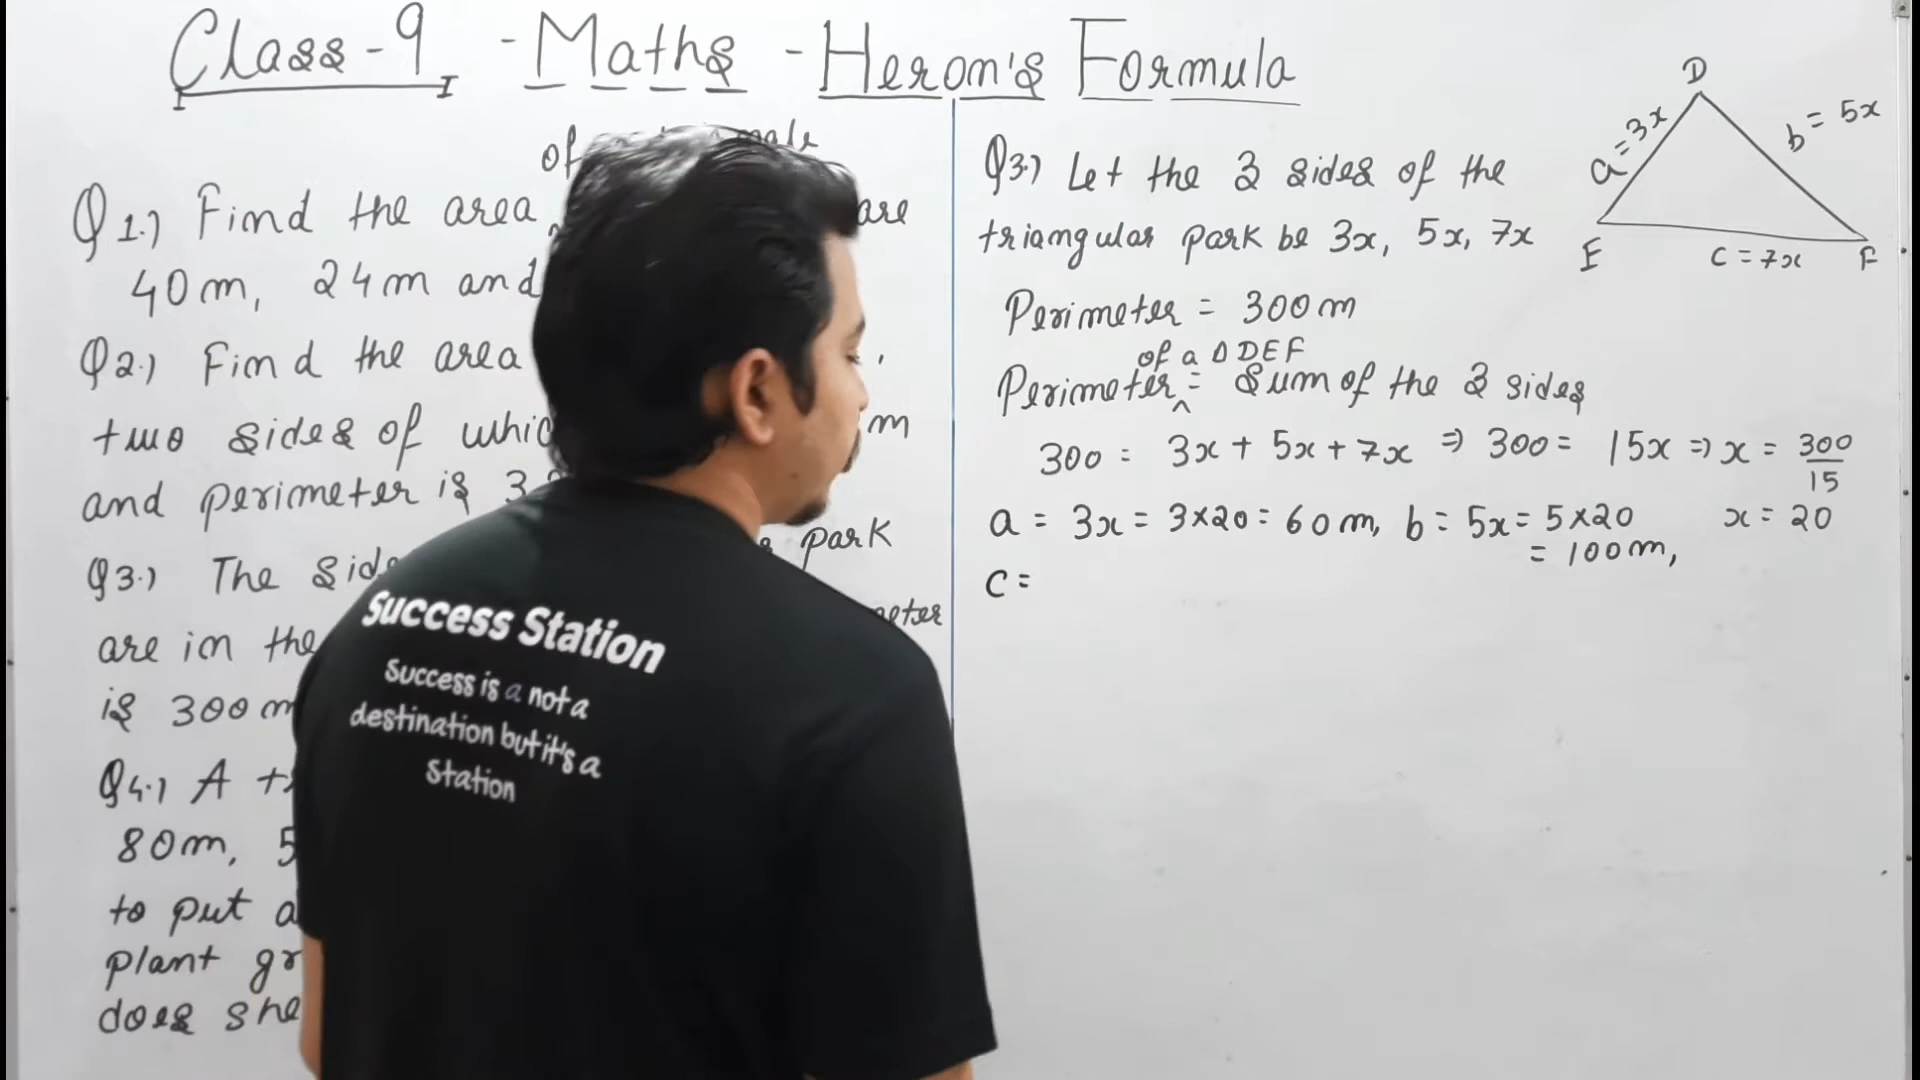 Class-9 - Maths - Heron's Formula
of
Q1.) Find the area are
40m, 24m and
Q2.) Find the area
two sides of which m
and perimeter is
Q3.) The park
are in the
is 300m
Q4.) A
80m,
to put a
plant
does she
Success Station
Success is a not a
destination but it's a
Station
Q3.) Let the 3 sides of the
triangular park be 3x, 5x, 7x
Perimeter = 300m
of a Δ DEF
Perimeter ^ = Sum of the 3 sides
300 = 3x + 5x + 7x ⇒ 300 = 15x ⇒ x = 300/15
a = 3x = 3×20 = 60m, b = 5x = 5×20 x = 20
= 100m,
C =
D
a = 3x
b = 5x
E
c = 7x
F